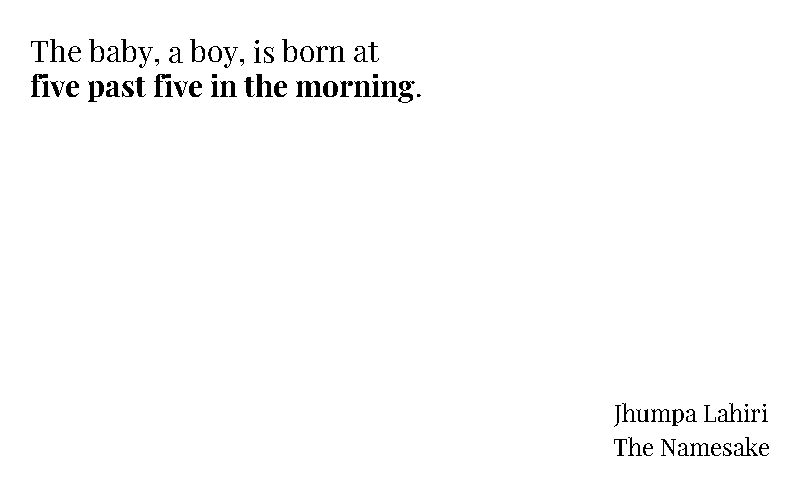 The baby, a boy, is born at
five past five in the morning.
Jhumpa Lahiri
The Namesake